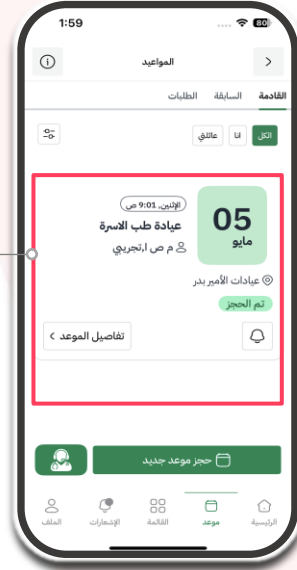 1:59
80
المواعيد
القادمة السابقة الطلبات
الكل انا عائلتي
05
مايو
الإثنين, 9:01 ص
عيادة طب الاسرة
م ص ا,تجريبي
عيادات الأمير بدر
تم الحجز
تفاصيل الموعد
حجز موعد جديد
الرئيسية موعد القائمة الإشعارات الملف